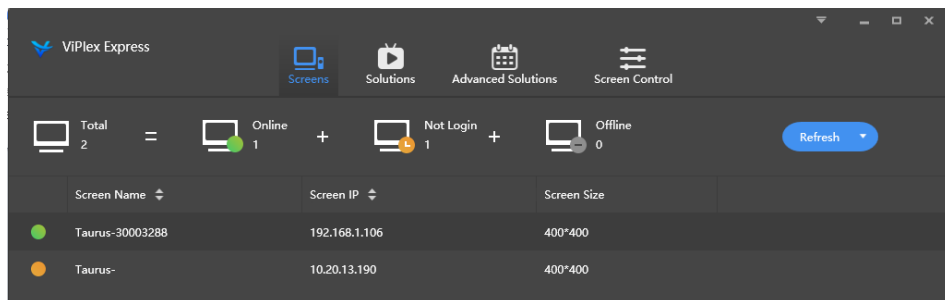 ViPlex Express
Screens Solutions Advanced Solutions Screen Control
Total Online Not Login Offline
2 = 1 + 1 + 0
Refresh
Screen Name Screen IP Screen Size
Taurus-30003288 192.168.1.106 400*400
Taurus- 10.20.13.190 400*400